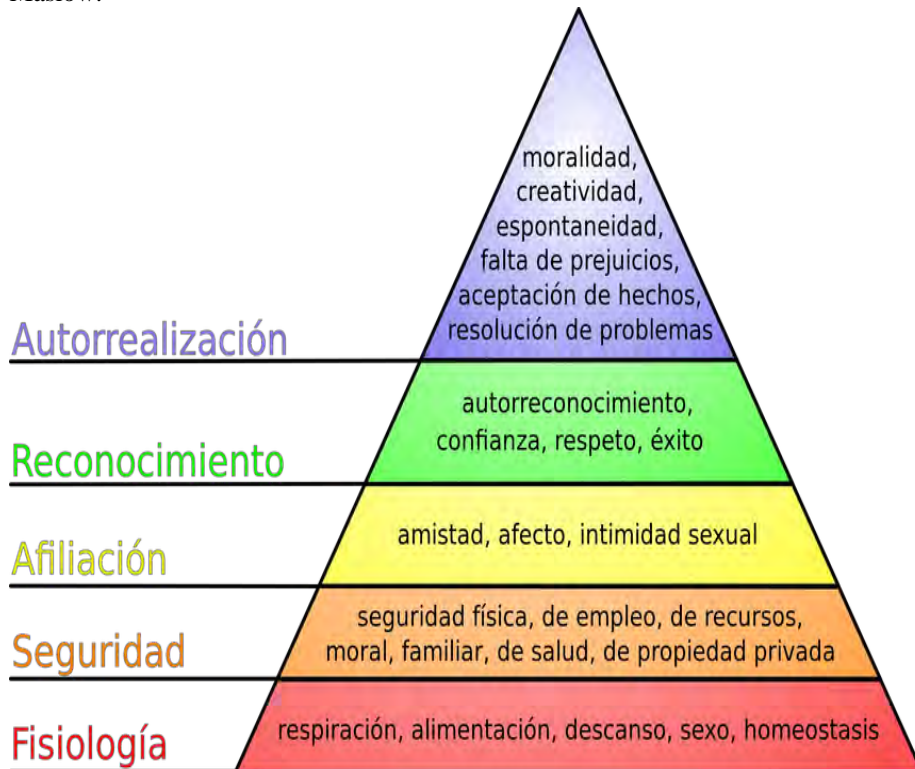 Maslow:
moralidad,
creatividad,
espontaneidad,
falta de prejuicios,
aceptación de hechos,
resolución de problemas
Autorrealización
autorreconocimiento,
confianza, respeto, éxito
Reconocimiento
amistad, afecto, intimidad sexual
Afiliación
seguridad física, de empleo, de recursos,
moral, familiar, de salud, de propiedad privada
Seguridad
respiración, alimentación, descanso, sexo, homeostasis
Fisiología